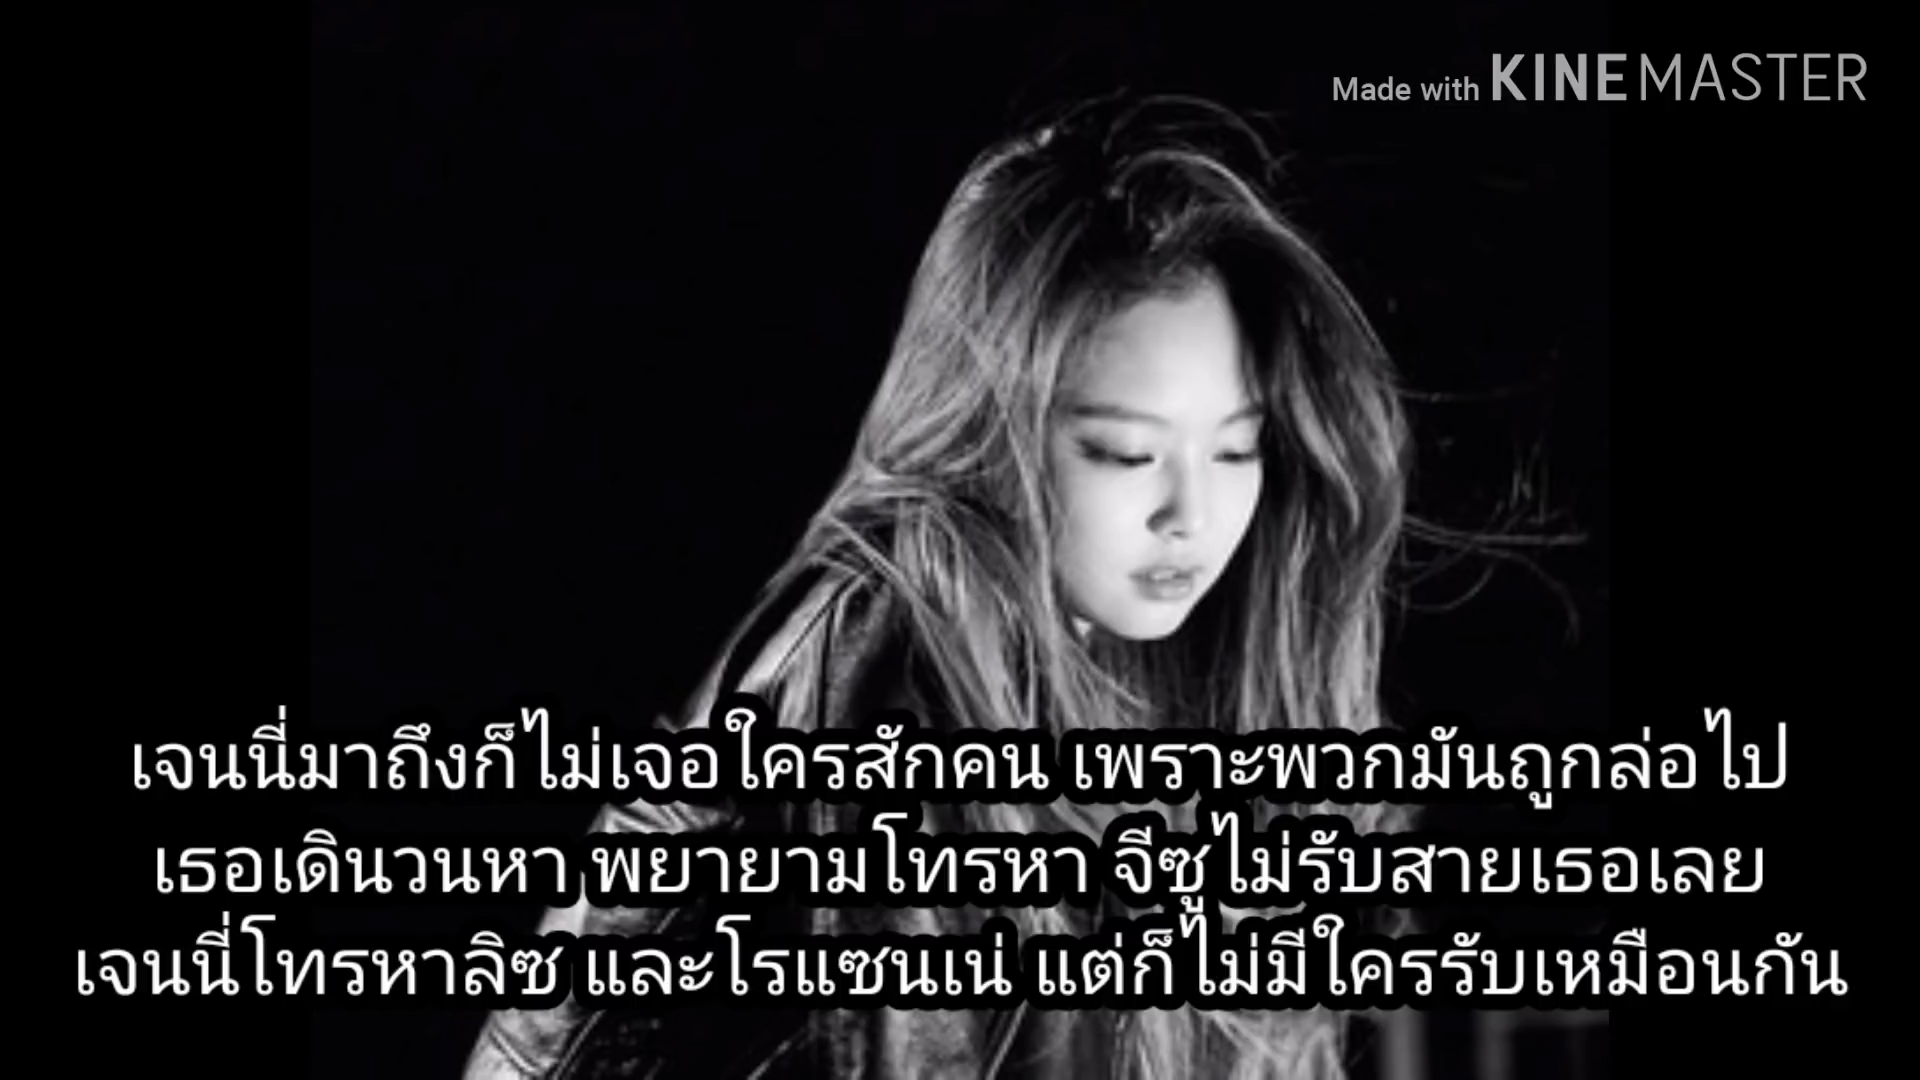 Made with KINEMASTER
เจนนี่มาถึงก็ไม่เจอใครสักคน เพราะพวกมันถูกล่อไป
เธอเดินวนหา พยายามโทรหา จีซูไม่รับสายเธอเลย
เจนนี่โทรหาลิซ และโรแซนเน่ แต่ก็ไม่มีใครรับเหมือนกัน